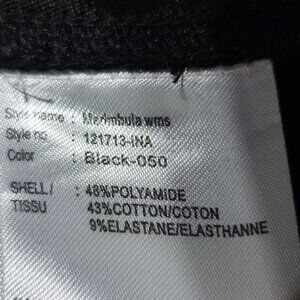 Style name : Merimbula wms
Style no : 121713-INA
Color : Black-050
SHELL/ : 48%POLYAMIDE
TISSU 43%COTTON/COTON
9%ELASTANE/ELASTHANNE